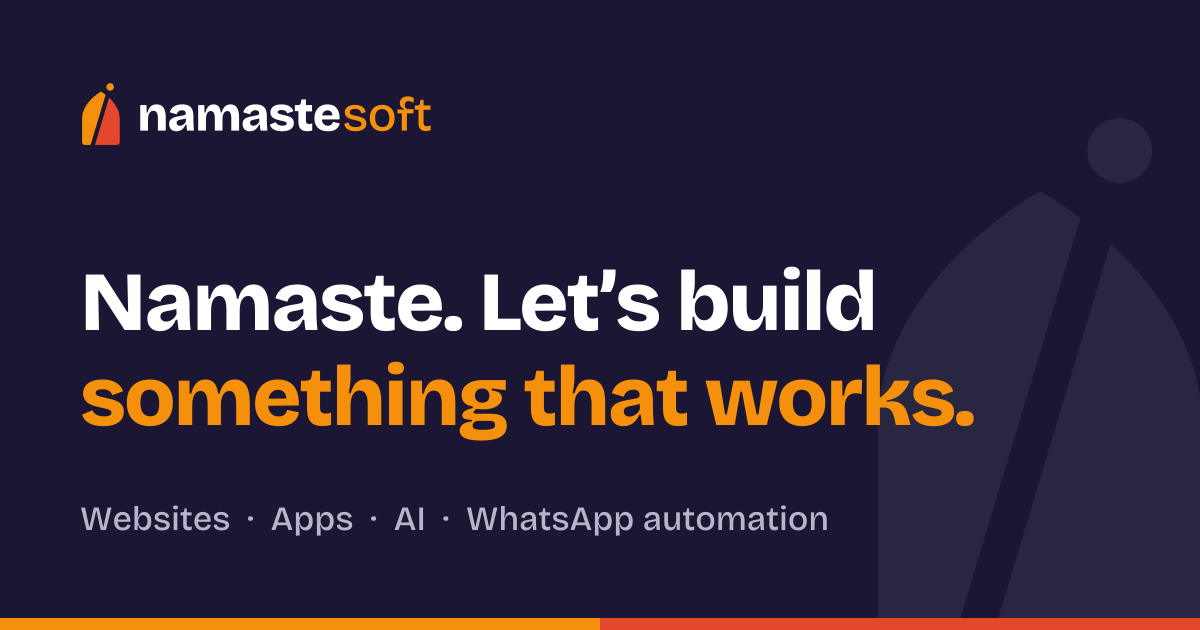 namastesoft
Namaste. Let’s build
something that works.
Websites · Apps · AI · WhatsApp automation